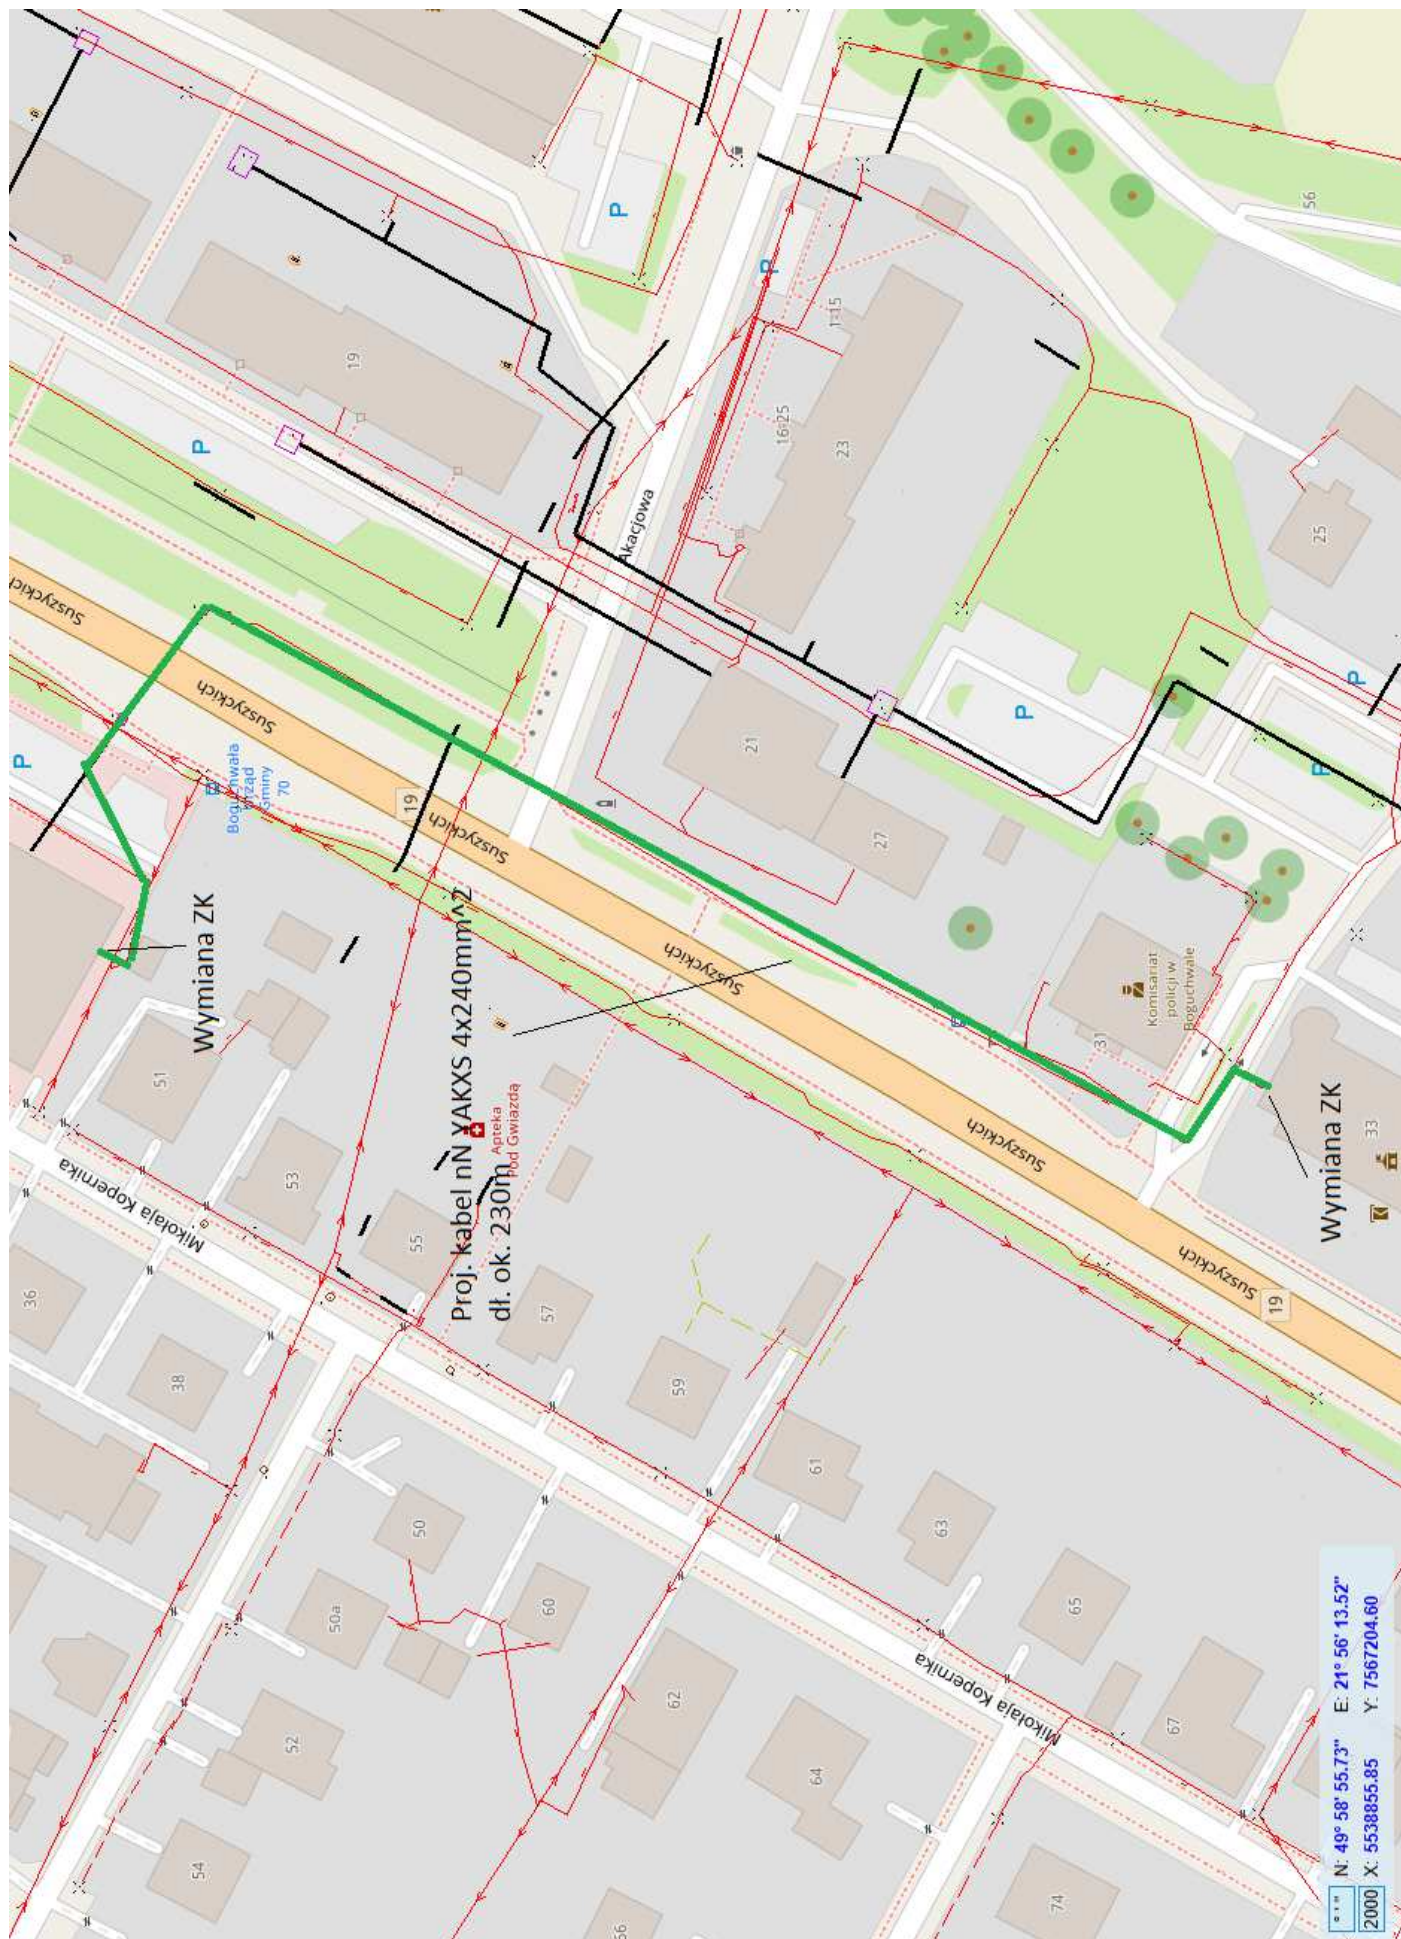 Suszyckich
Suszyckich
Suszyckich
Suszyckich
Suszyckich
Suszyckich
19
19
P
P
P
P
P
P
Boguchwała
Urząd
Gminy
70
Wymiana ZK
Proj. kabel nN YAKXS 4x240mm^2
dł. ok. 230m
Apteka
Pod Gwiazdą
Wymiana ZK
Komisariat
policji w
Boguchwale
Akacjowa
Mikołaja Kopernika
Mikołaja Kopernika
19
1-15
16-25
23
21
27
25
31
33
56
51
53
55
57
59
61
63
65
67
36
38
50
50a
52
54
60
62
64
74
° ' "
N: 49° 58' 55.73"
E: 21° 56' 13.52"
2000
X: 5538855.85
Y: 7567204.60